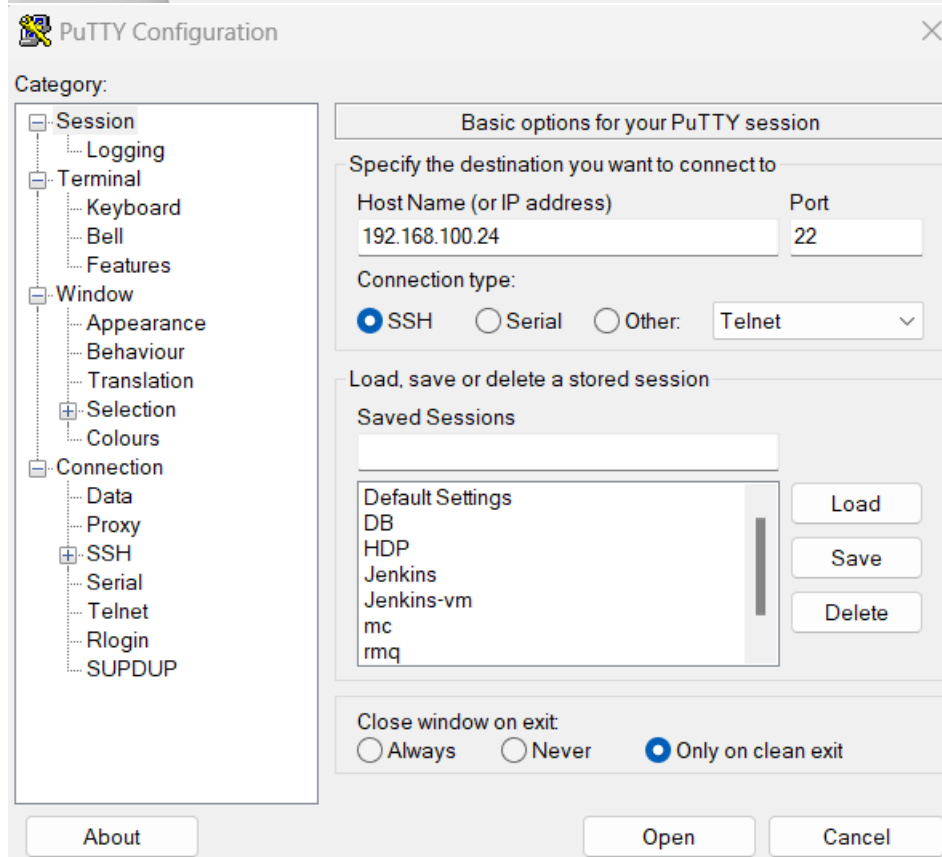 PuTTY Configuration
Category:
Session
Logging
Terminal
Keyboard
Bell
Features
Window
Appearance
Behaviour
Translation
Selection
Colours
Connection
Data
Proxy
SSH
Serial
Telnet
Rlogin
SUPDUP
Basic options for your PuTTY session
Specify the destination you want to connect to
Host Name (or IP address) Port
192.168.100.24 22
Connection type:
SSH Serial Other: Telnet
Load, save or delete a stored session
Saved Sessions
Default Settings
DB
HDP
Jenkins
Jenkins-vm
mc
rmq
Load
Save
Delete
Close window on exit:
Always Never Only on clean exit
About Open Cancel